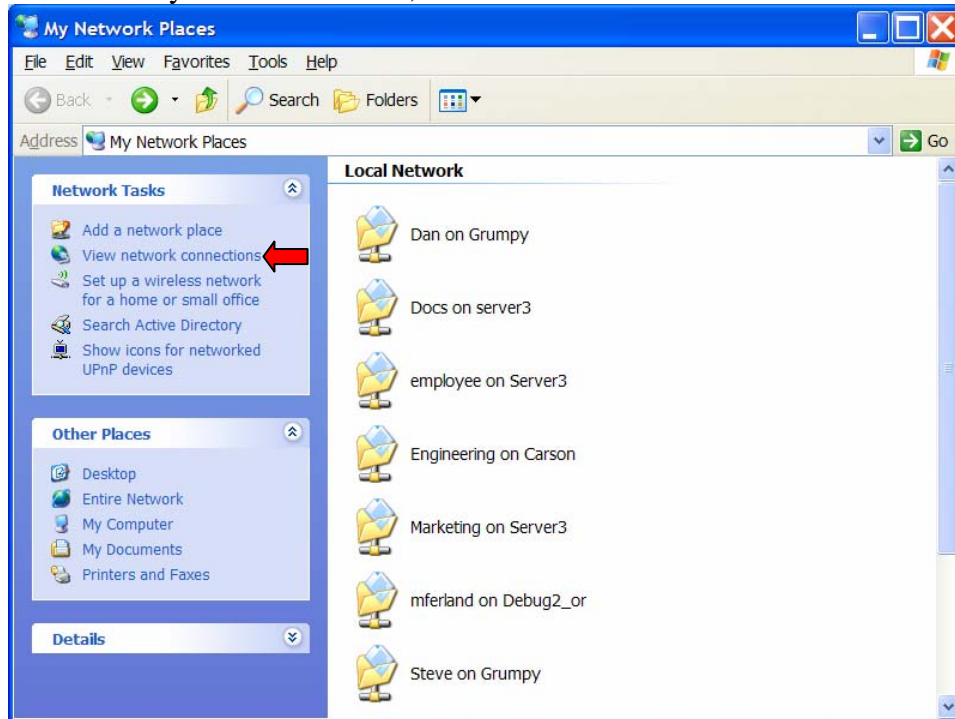 My Network Places
File Edit View Favorites Tools Help
Back Search Folders
Address My Network Places Go
Network Tasks
Add a network place
View network connections
Set up a wireless network
for a home or small office
Search Active Directory
Show icons for networked
UPnP devices
Other Places
Desktop
Entire Network
My Computer
My Documents
Printers and Faxes
Details
Local Network
Dan on Grumpy
Docs on server3
employee on Server3
Engineering on Carson
Marketing on Server3
mferland on Debug2_or
Steve on Grumpy